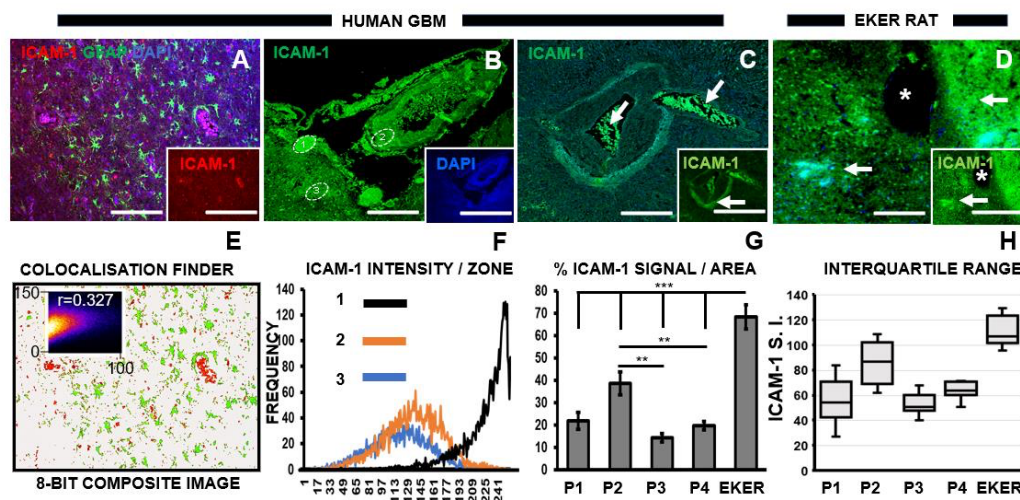 HUMAN GBM
EKER RAT
ICAM-1 GFAP DAPI
A
ICAM-1
ICAM-1
B
1
2
3
DAPI
ICAM-1
C
ICAM-1
D
*
ICAM-1
*
E
COLOCALISATION FINDER
150
r=0.327
0
100
8-BIT COMPOSITE IMAGE
F
ICAM-1 INTENSITY / ZONE
FREQUENCY
140
120
100
80
60
40
20
0
1
2
3
1 17 33 49 65 81 97 113 129 145 161 177 193 209 225 241
G
% ICAM-1 SIGNAL / AREA
80
70
60
50
40
30
20
10
0
***
**
**
P1 P2 P3 P4 EKER
H
INTERQUARTILE RANGE
ICAM-1 S. I.
140
120
100
80
60
40
20
0
P1 P2 P3 P4 EKER